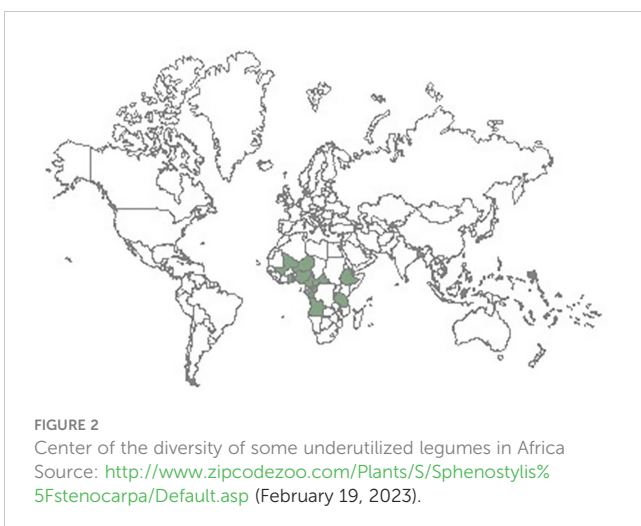 FIGURE 2
Center of the diversity of some underutilized legumes in Africa
Source: http://www.zipcodezoo.com/Plants/S/Sphenostylis%
5Fstenocarpa/Default.asp (February 19, 2023).